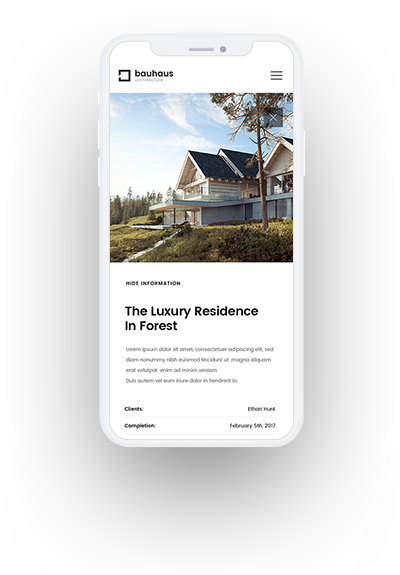 bauhaus
architecture
HIDE INFORMATION
The Luxury Residence
In Forest
Lorem ipsum dolor sit amet, consectetuer adipiscing elit, sed
diam nonummy nibh euismod tincidunt ut magna aliquam
erat volutpat enim ad minim veniam.
Duis autem vel eum iriure dolor in hendrerit in.
Clients: Ethan Hunt
Completion: February 5th, 2017